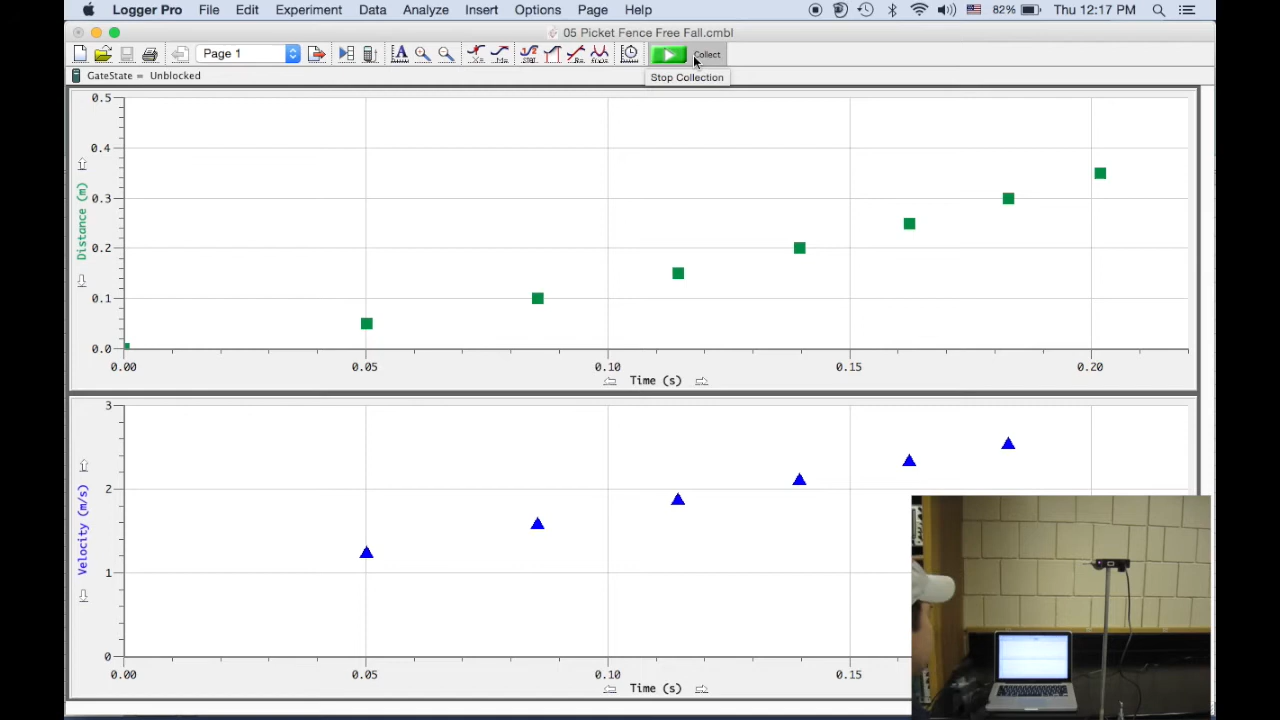 Logger Pro File Edit Experiment Data Analyze Insert Options Page Help 82% Thu 12:17 PM
05 Picket Fence Free Fall.cmbl
Page 1 Collect
GateState = Unblocked
Stop Collection
0.5
0.4
0.3
0.2
0.1
0.0
Distance (m)
0.00 0.05 0.10 0.15 0.20
Time (s)
3
2
1
0
Velocity (m/s)
0.00 0.05 0.10 0.15
Time (s)